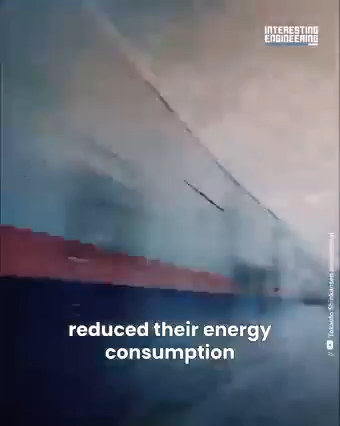 INTERESTING
ENGINEERING
reduced their energy
consumption